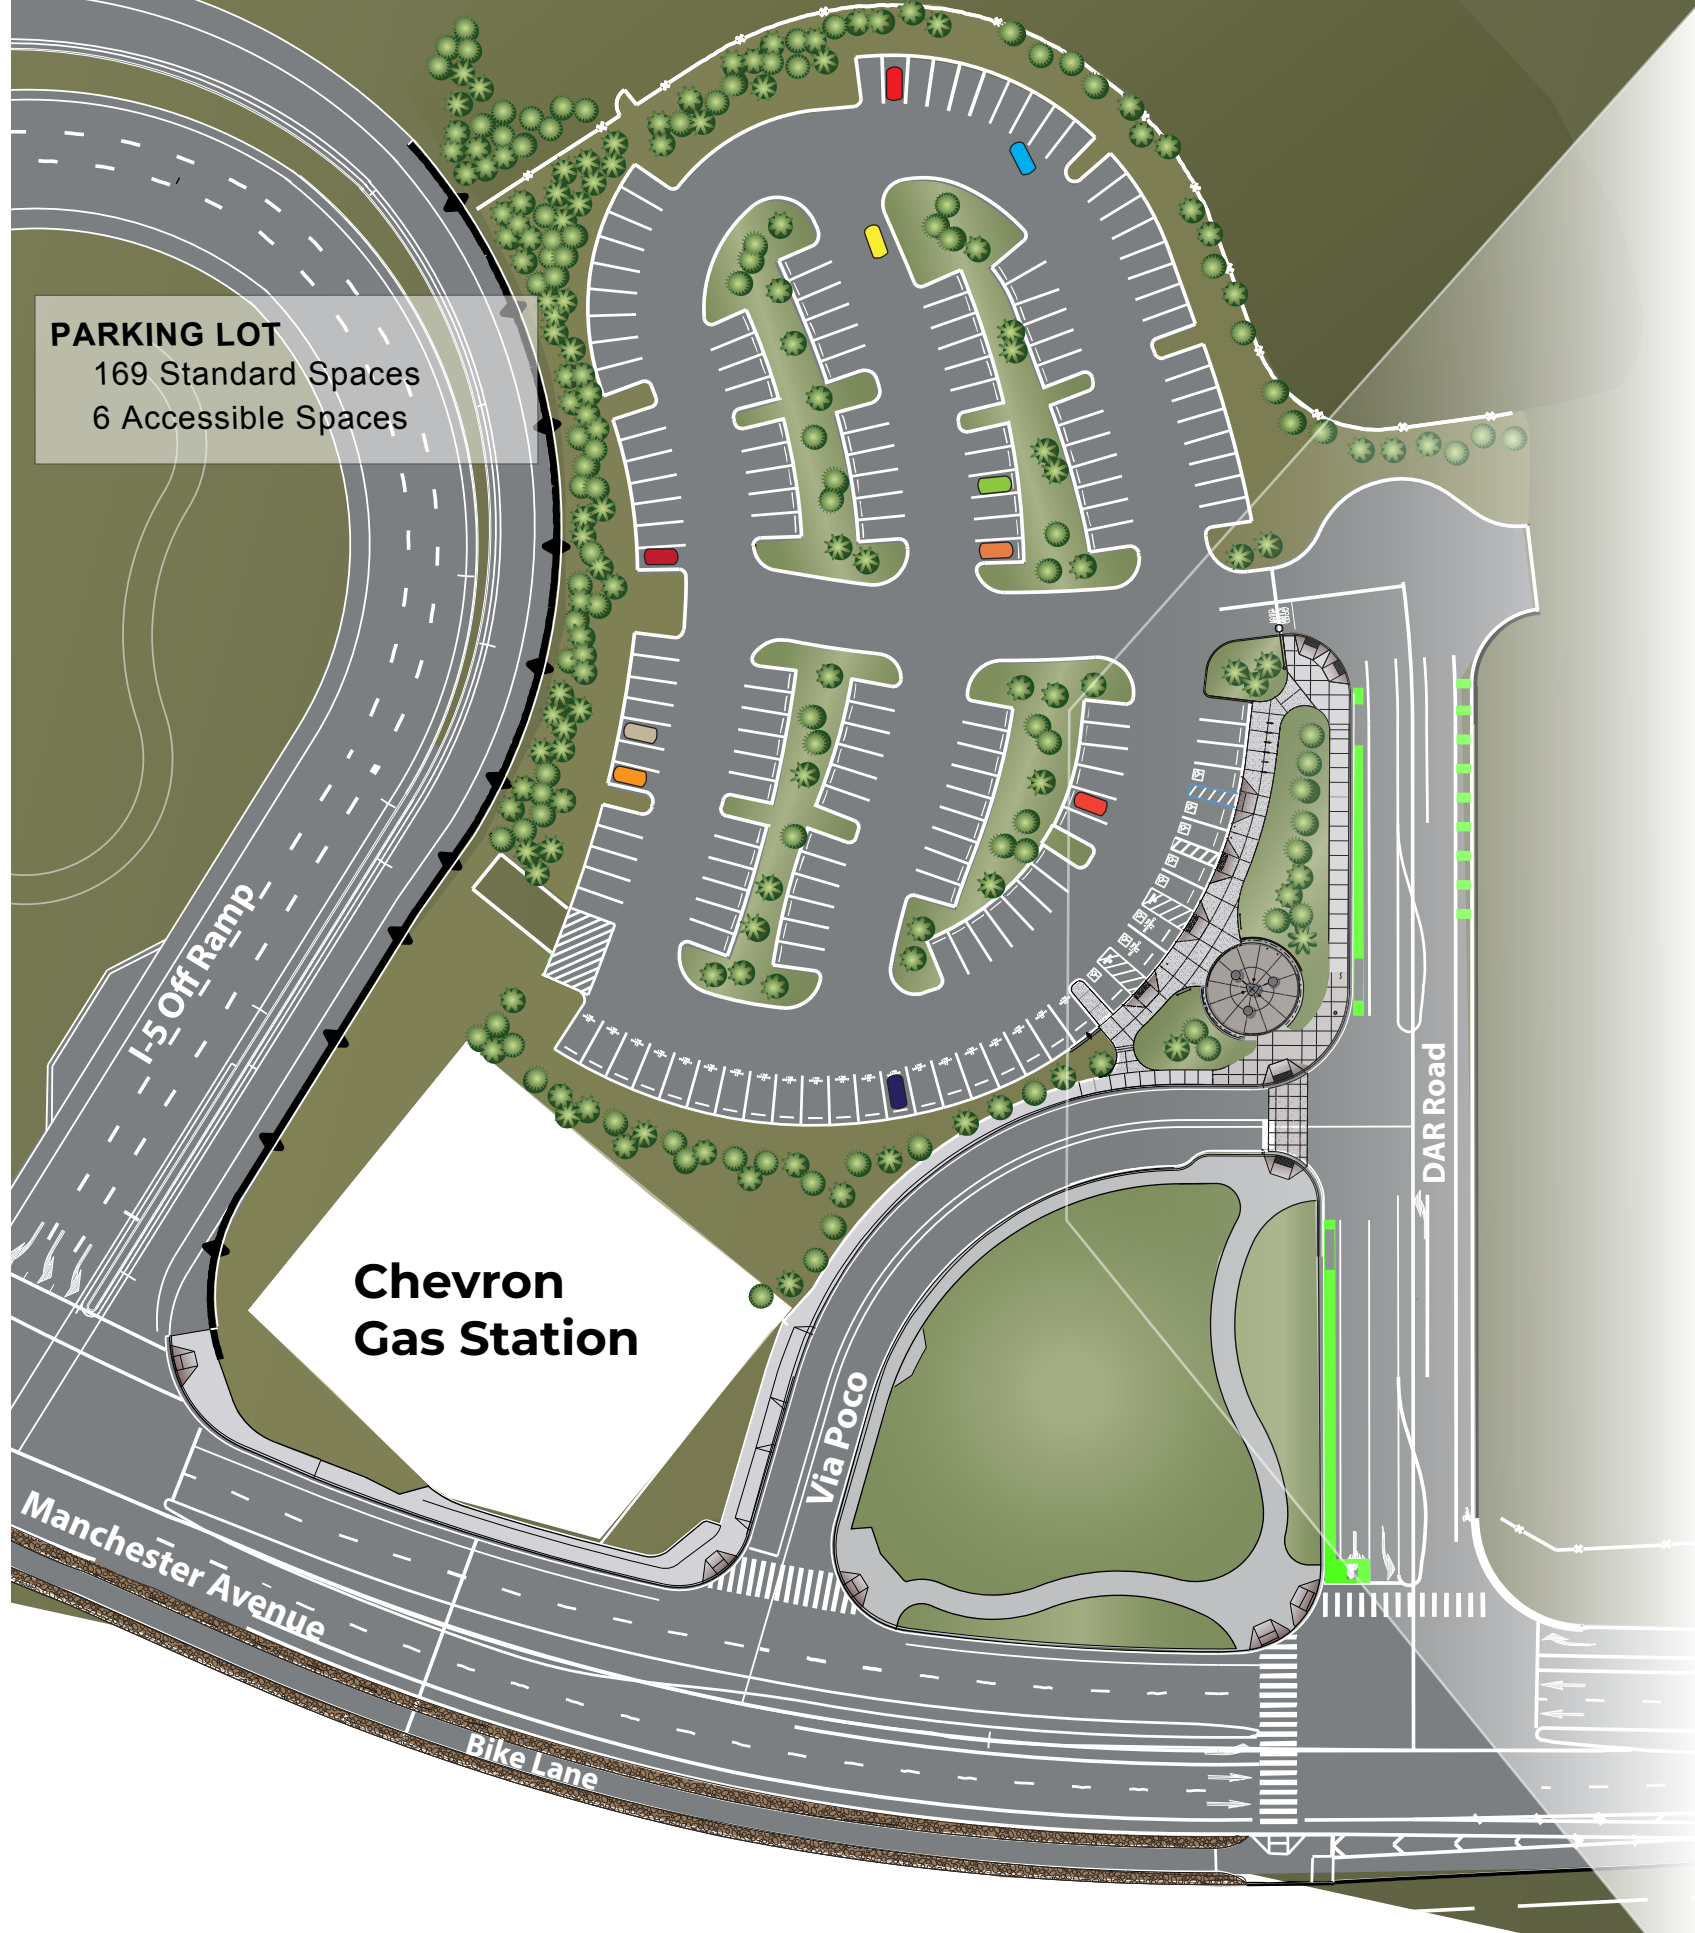 PARKING LOT
169 Standard Spaces
6 Accessible Spaces
I-5 Off Ramp
Chevron
Gas Station
Via Poco
DAR Road
Manchester Avenue
Bike Lane